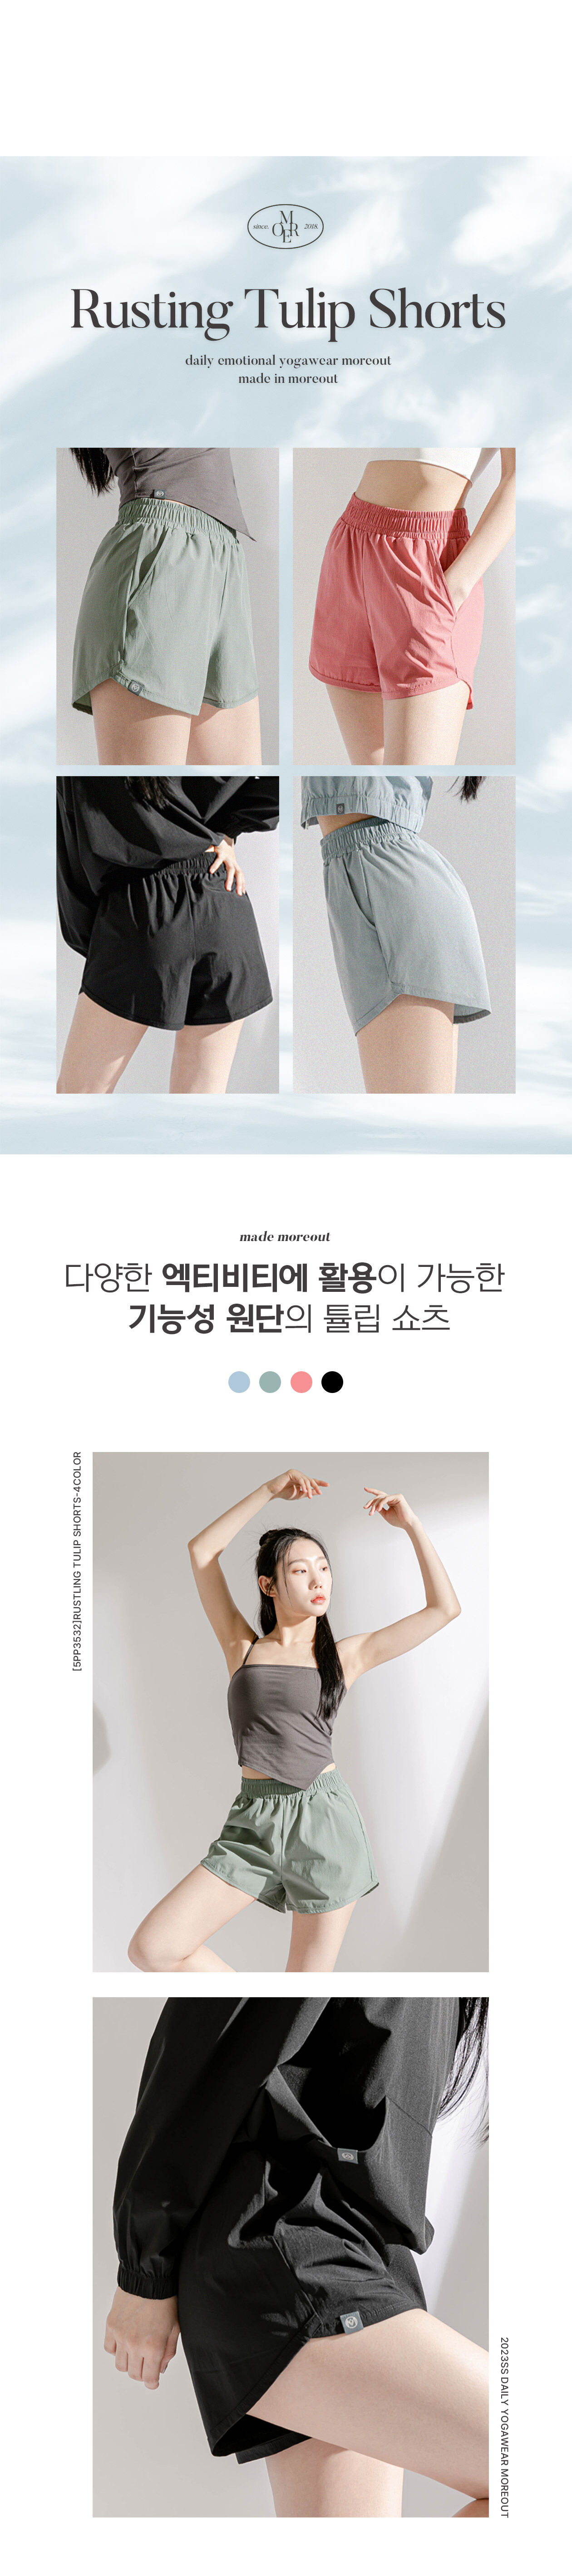 since.
MOER
2018.
Rusting Tulip Shorts
daily emotional yogawear moreout
made in moreout
made moreout
다양한 엑티비티에 활용이 가능한
기능성 원단의 튤립 쇼츠
[5PP3532]RUSTLING TULIP SHORTS-4COLOR
2023SS DAILY YOGAWEAR MOREOUT